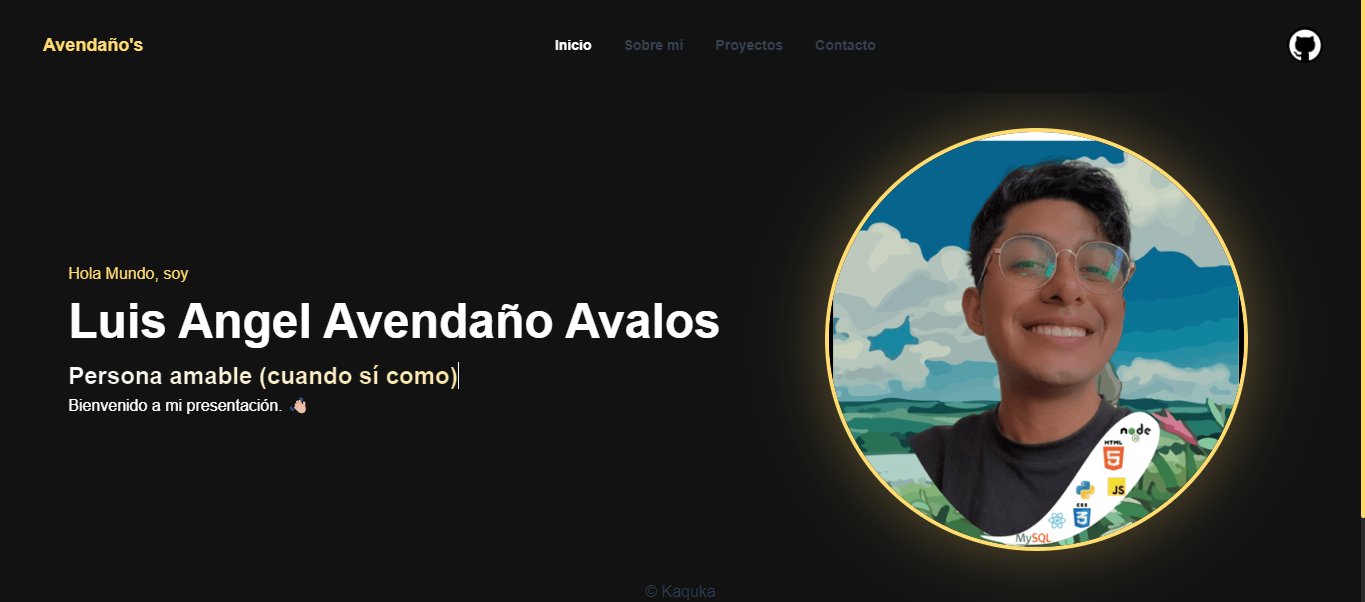 Avendaño's
Inicio Sobre mí Proyectos Contacto
Hola Mundo, soy
Luis Angel Avendaño Avalos
Persona amable (cuando sí como)
Bienvenido a mi presentación. 👋🏻
node
HTML
5
JS
CSS
3
MySQL
© Kaquka